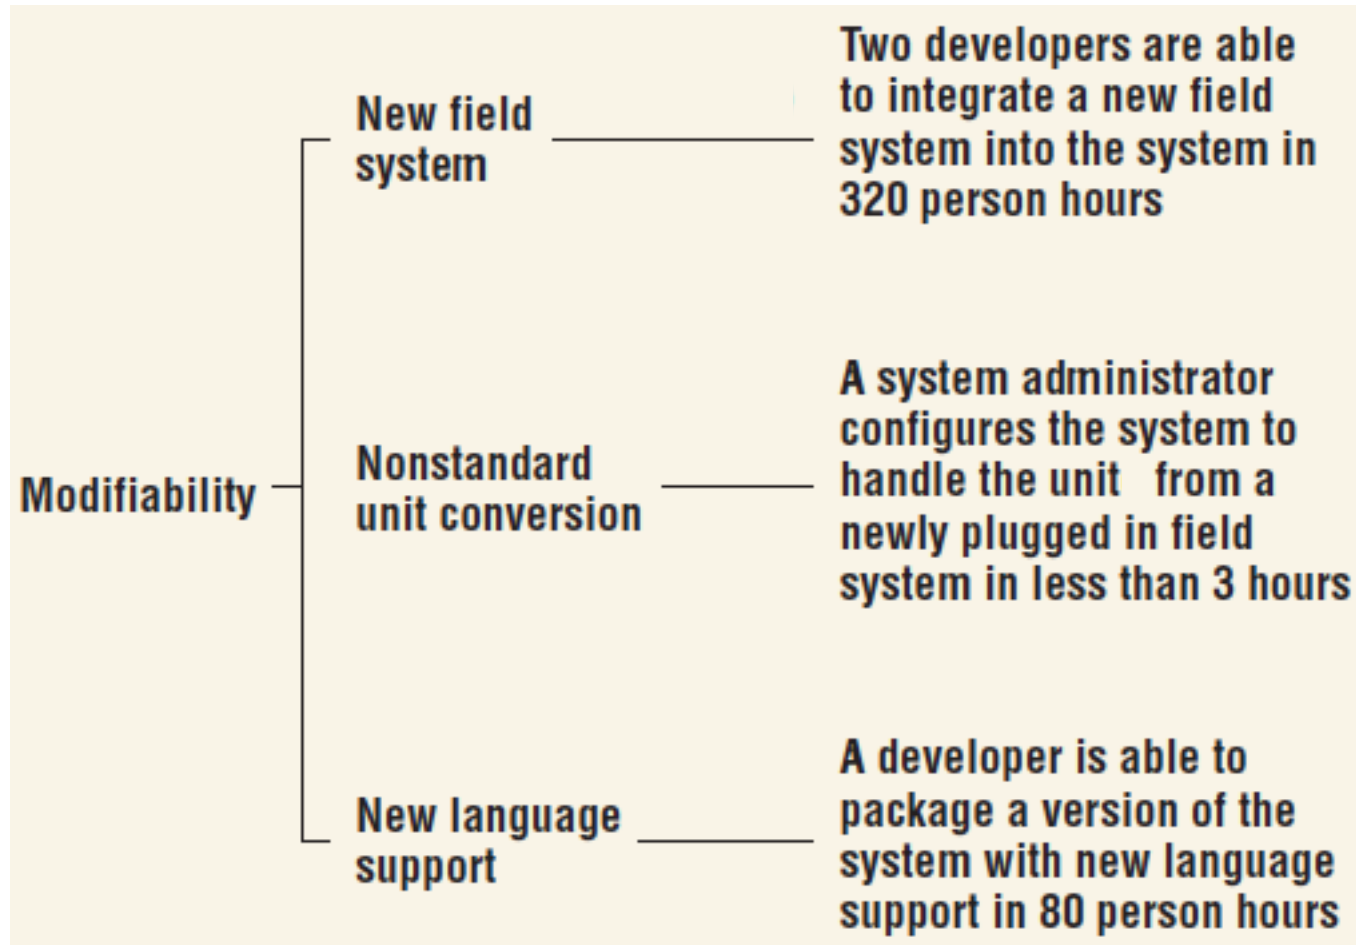 Modifiability
New field
system
Two developers are able
to integrate a new field
system into the system in
320 person hours
Nonstandard
unit conversion
A system administrator
configures the system to
handle the unit from a
newly plugged in field
system in less than 3 hours
New language
support
A developer is able to
package a version of the
system with new language
support in 80 person hours